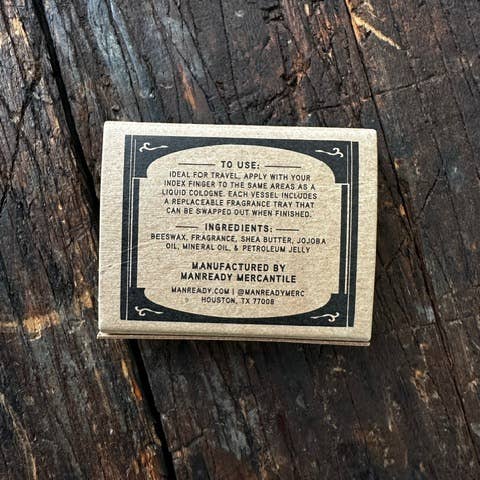 TO USE:
IDEAL FOR TRAVEL, APPLY WITH YOUR
INDEX FINGER TO THE SAME AREAS AS A
LIQUID COLOGNE. EACH VESSEL INCLUDES
A REPLACEABLE FRAGRANCE TRAY THAT
CAN BE SWAPPED OUT WHEN FINISHED.
INGREDIENTS:
BEESWAX, FRAGRANCE, SHEA BUTTER, JOJOBA
OIL, MINERAL OIL, & PETROLEUM JELLY
MANUFACTURED BY
MANREADY MERCANTILE
MANREADY.COM | @MANREADYMERC
HOUSTON, TX 77008